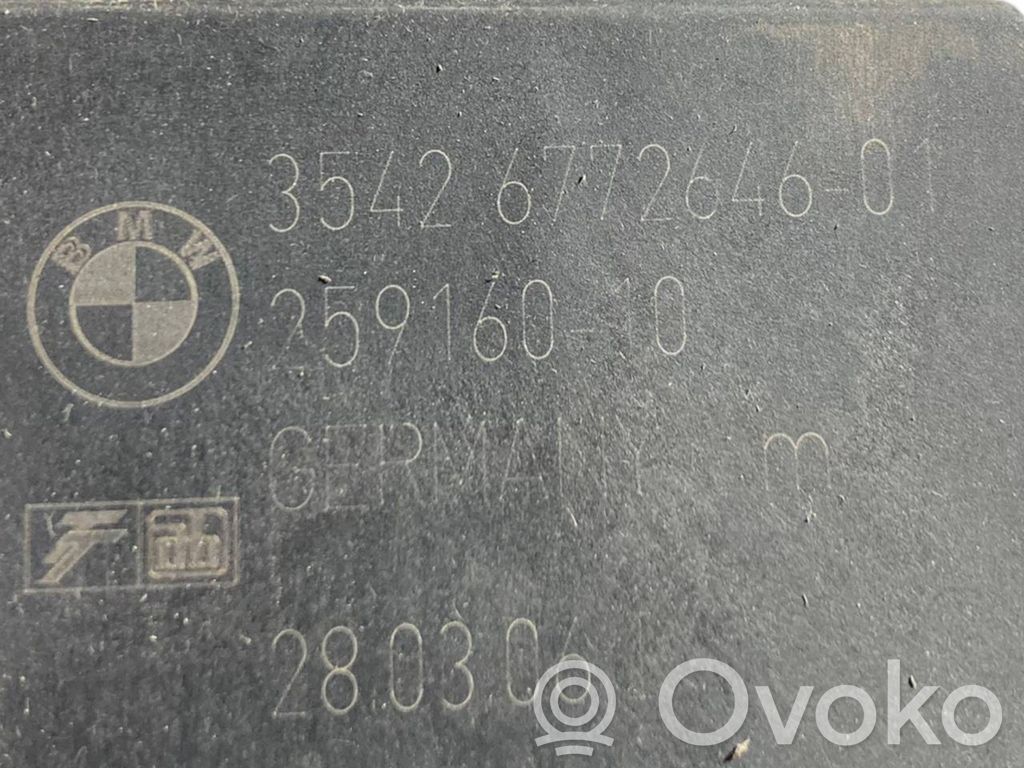 3542 6772646-01
BMW
259160-10
GERMANY m
28.03.06
Ovoko